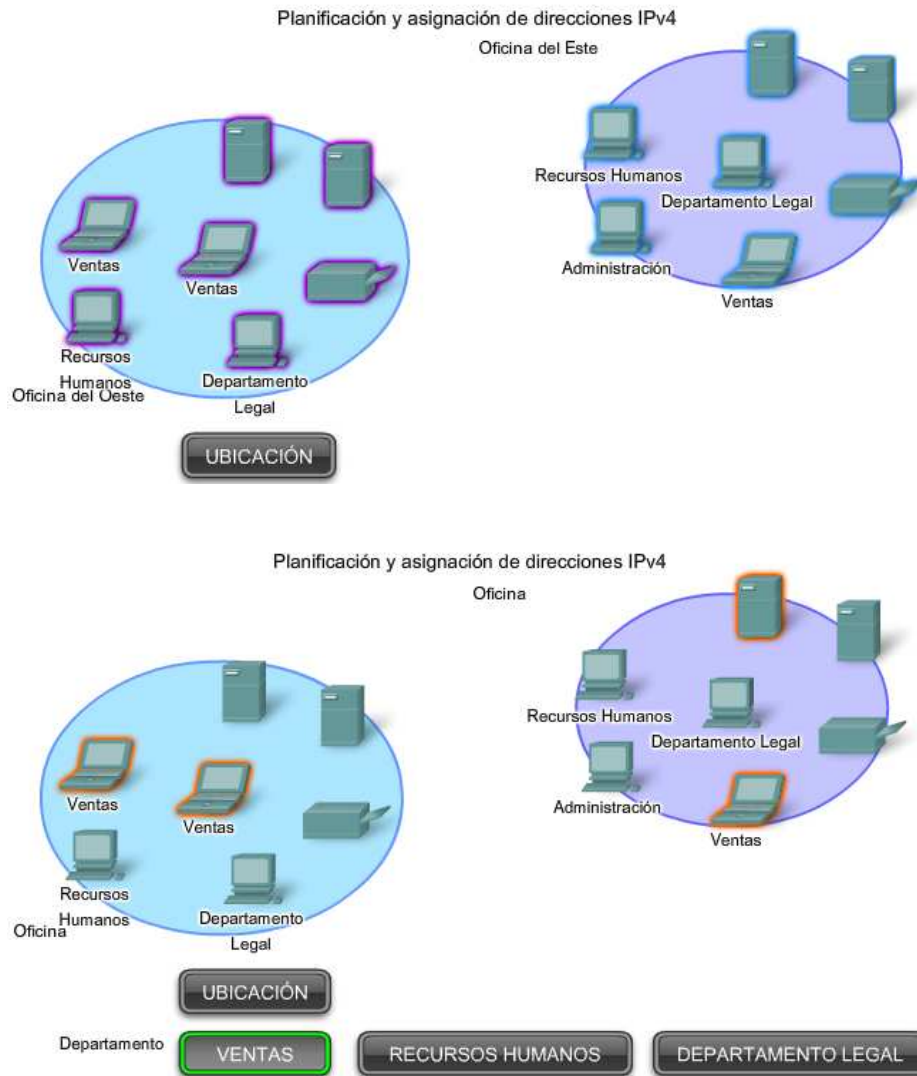 Planificación y asignación de direcciones IPv4
Oficina del Este
Recursos Humanos
Departamento Legal
Administración
Ventas
Ventas
Ventas
Recursos
Humanos
Oficina del Oeste
Departamento
Legal
UBICACIÓN
Planificación y asignación de direcciones IPv4
Oficina
Recursos Humanos
Departamento Legal
Administración
Ventas
Ventas
Ventas
Recursos
Humanos
Oficina
Departamento
Legal
UBICACIÓN
Departamento
VENTAS
RECURSOS HUMANOS
DEPARTAMENTO LEGAL